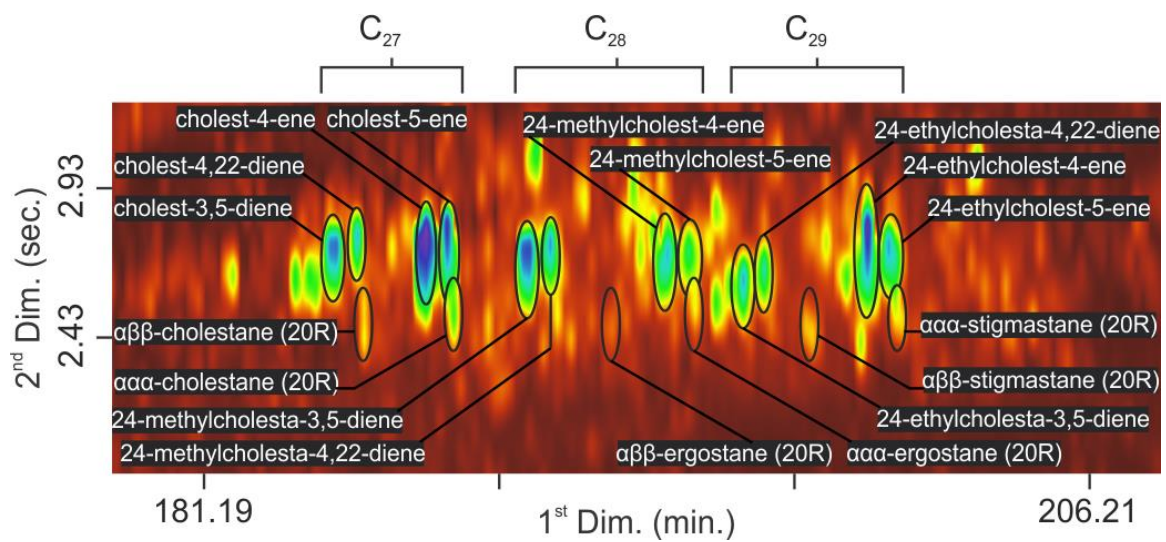 C27
C28
C29
cholest-4-ene
cholest-5-ene
24-methylcholest-4-ene
24-ethylcholesta-4,22-diene
24-methylcholest-5-ene
24-ethylcholest-4-ene
cholest-4,22-diene
cholest-3,5-diene
24-ethylcholest-5-ene
2nd Dim. (sec.)
2.93
2.43
αββ-cholestane (20R)
ααα-stigmastane (20R)
ααα-cholestane (20R)
αββ-stigmastane (20R)
24-methylcholesta-3,5-diene
24-ethylcholesta-3,5-diene
24-methylcholesta-4,22-diene
αββ-ergostane (20R)
ααα-ergostane (20R)
181.19
1st Dim. (min.)
206.21